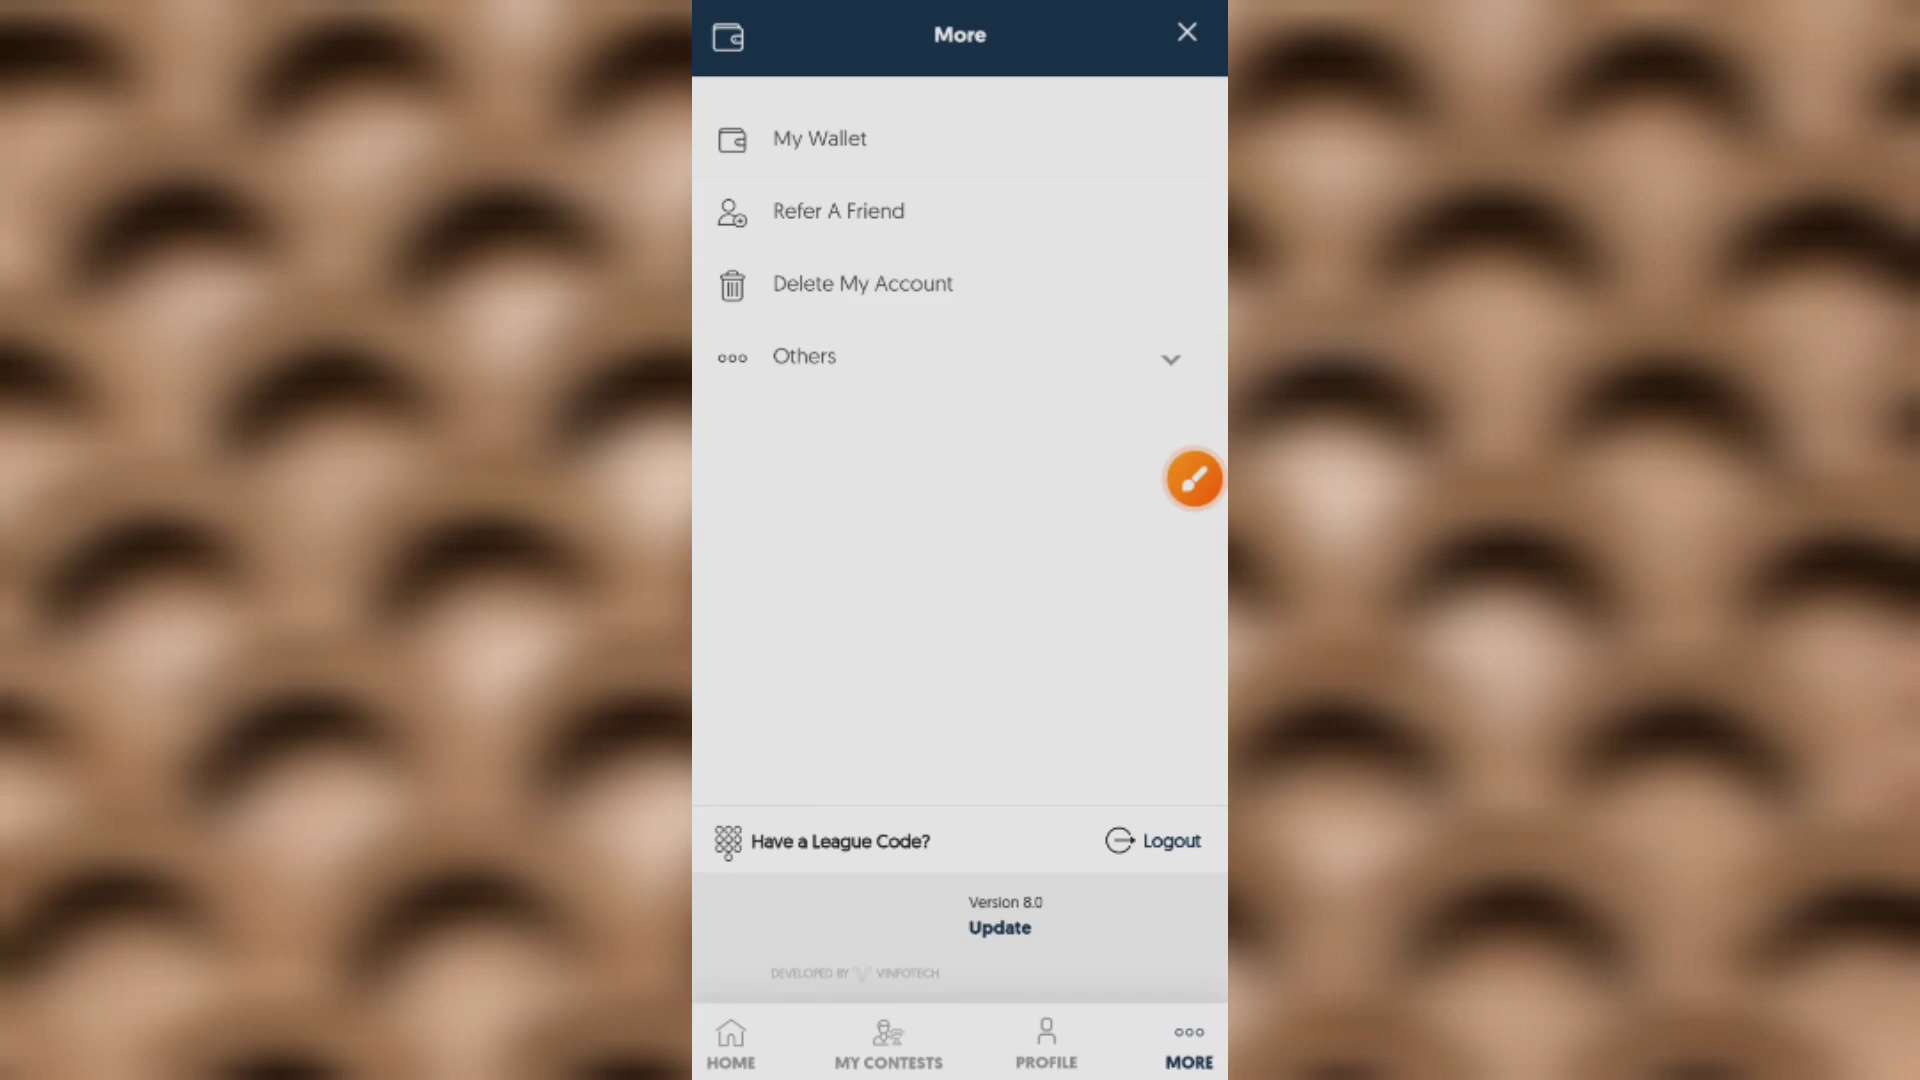 More
My Wallet
Refer A Friend
Delete My Account
Others
Have a League Code?
Logout
Version 8.0
Update
DEVELOPED BY VINFOTECH
HOME
MY CONTESTS
PROFILE
MORE